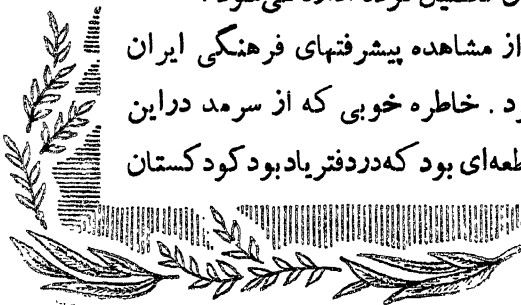 از مشاهده پیشرفتهای فرهنگی ایران
رد . خاطره خوبی که از سرمد دراین
طعه‌ای بود که‌دردفتریادبود کودکستان